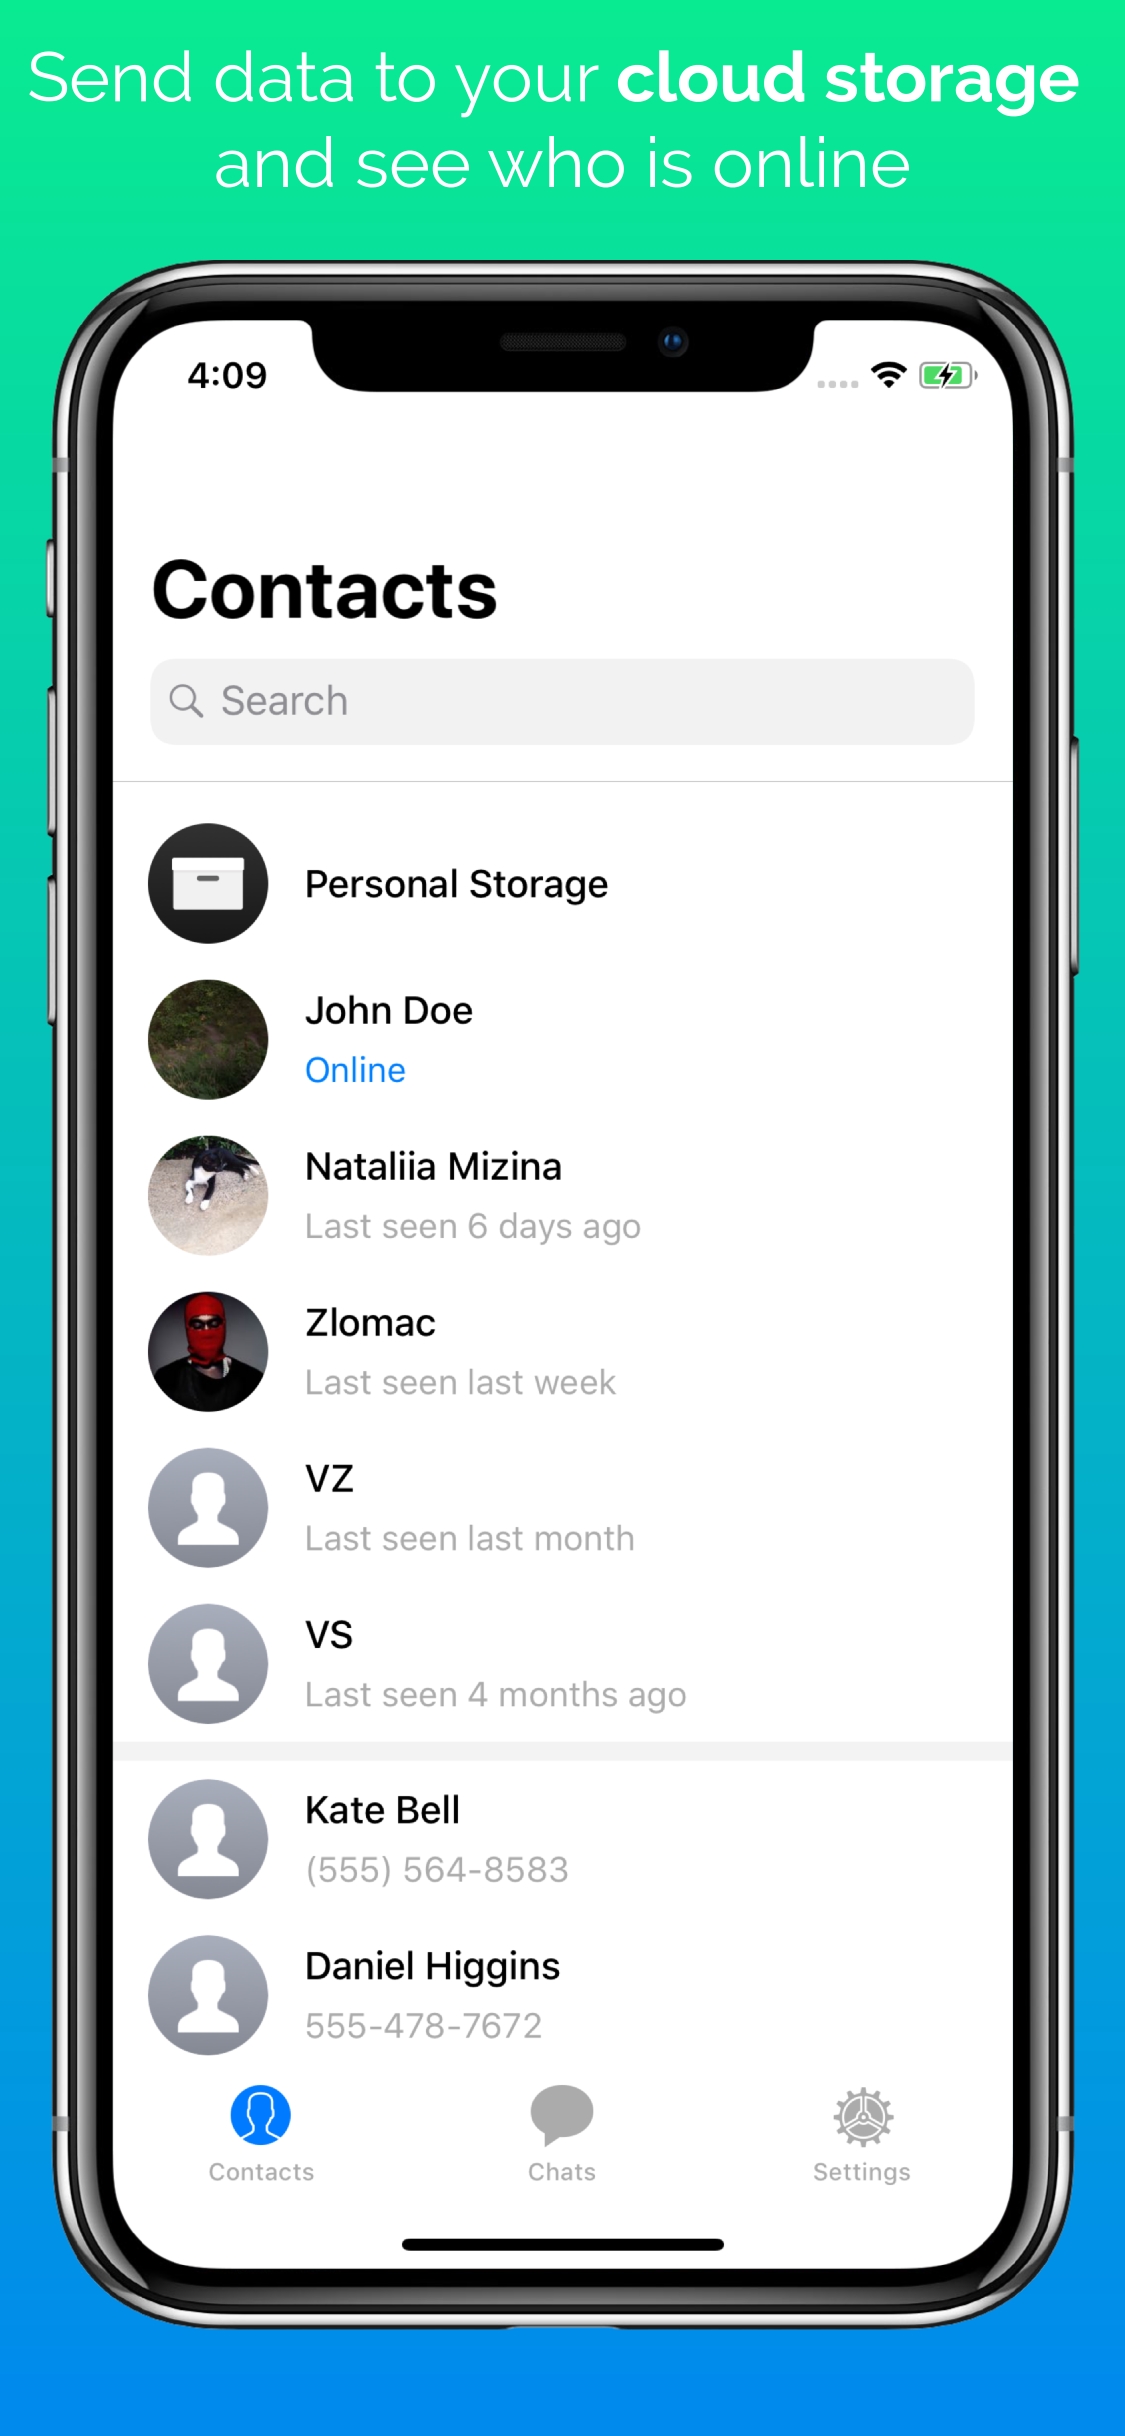 Send data to your cloud storage
and see who is online
4:09
Contacts
Search
Personal Storage
John Doe
Online
Nataliia Mizina
Last seen 6 days ago
Zlomac
Last seen last week
VZ
Last seen last month
VS
Last seen 4 months ago
Kate Bell
(555) 564-8583
Daniel Higgins
555-478-7672
Contacts
Chats
Settings